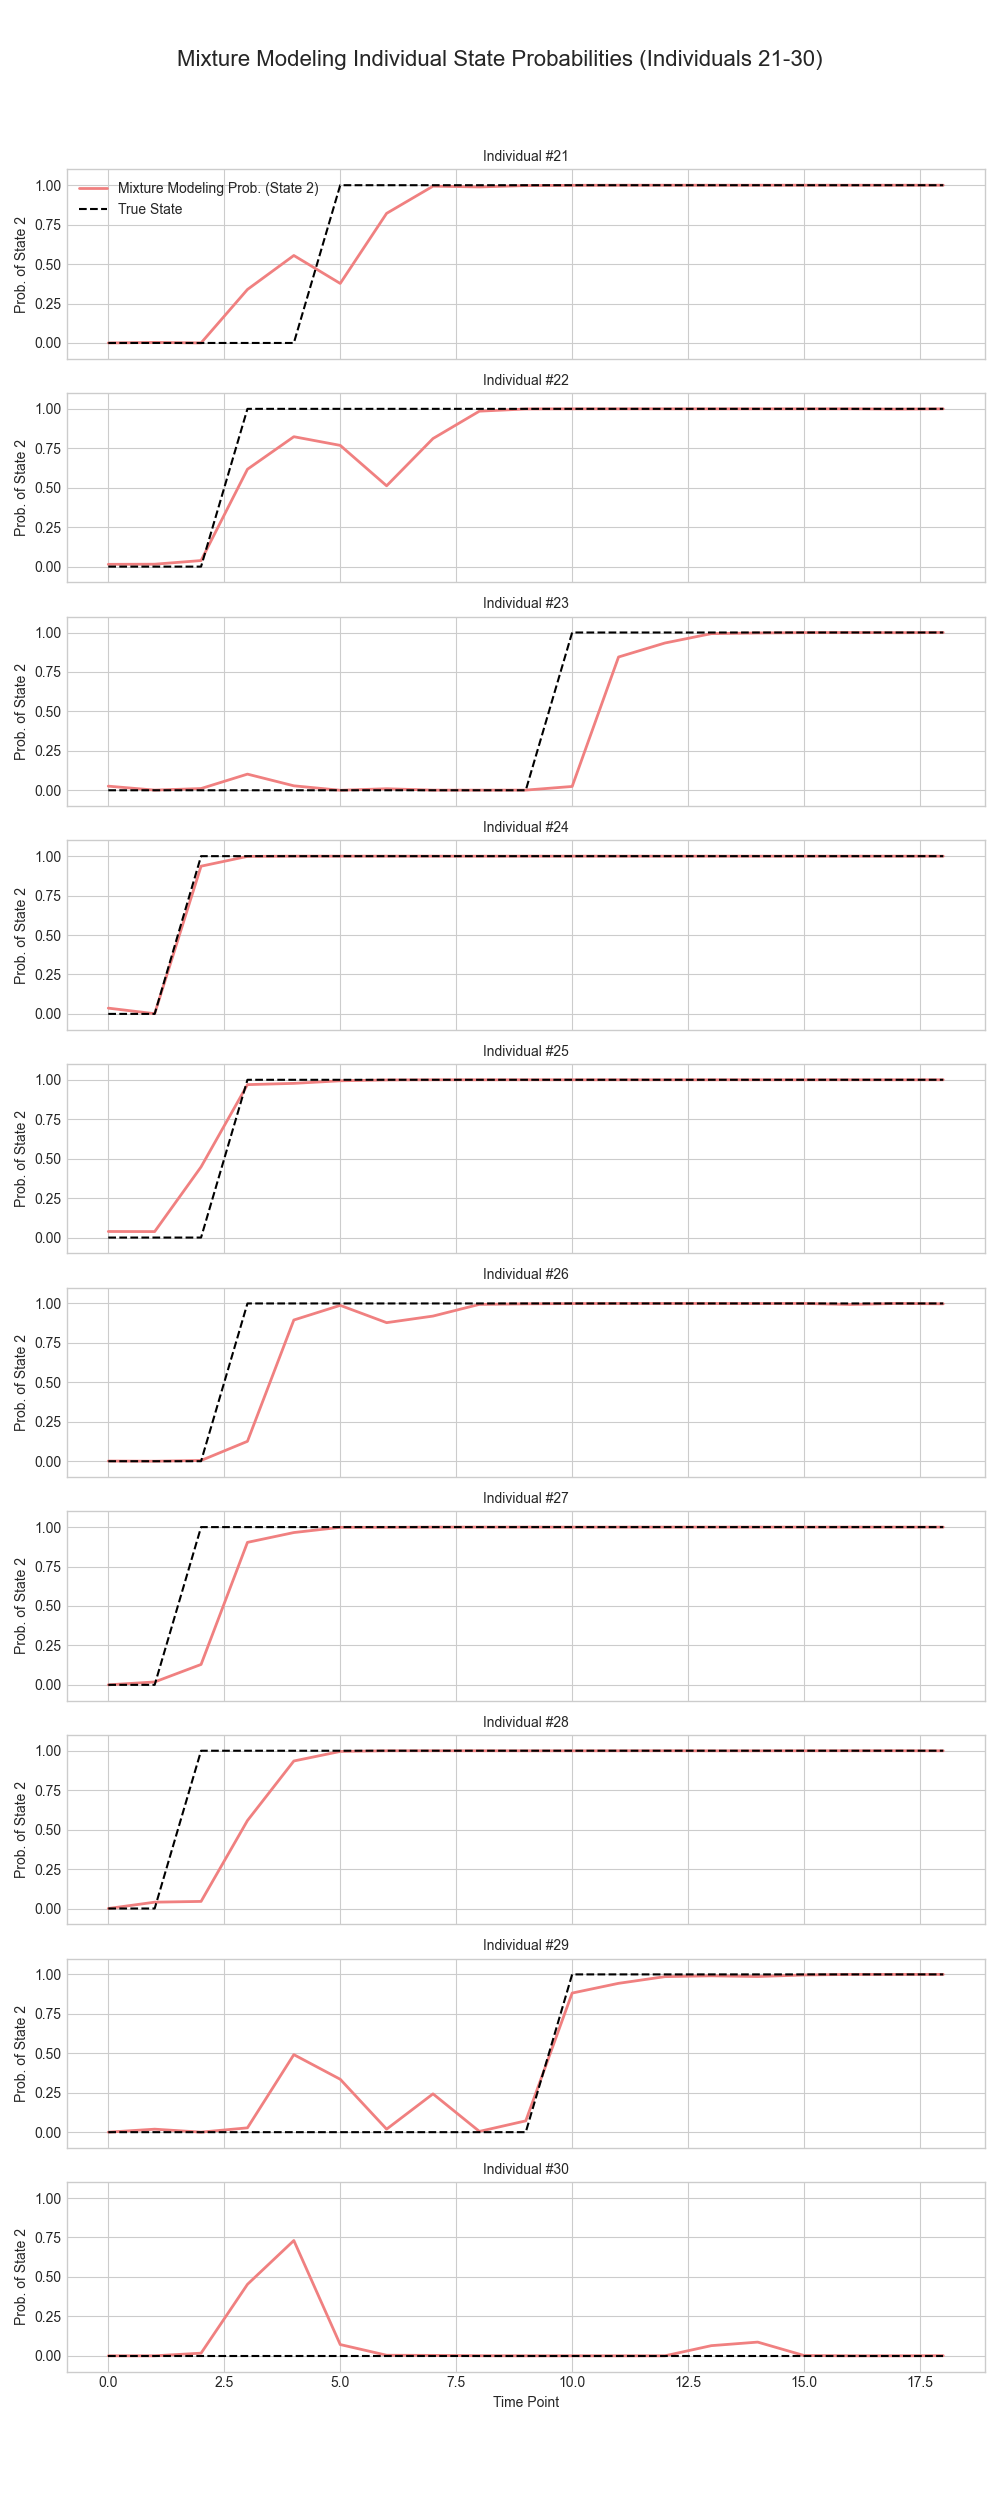 Mixture Modeling Individual State Probabilities (Individuals 21-30)
Individual #21
Mixture Modeling Prob. (State 2)
True State
Prob. of State 2
1.00
0.75
0.50
0.25
0.00
Individual #22
Prob. of State 2
1.00
0.75
0.50
0.25
0.00
Individual #23
Prob. of State 2
1.00
0.75
0.50
0.25
0.00
Individual #24
Prob. of State 2
1.00
0.75
0.50
0.25
0.00
Individual #25
Prob. of State 2
1.00
0.75
0.50
0.25
0.00
Individual #26
Prob. of State 2
1.00
0.75
0.50
0.25
0.00
Individual #27
Prob. of State 2
1.00
0.75
0.50
0.25
0.00
Individual #28
Prob. of State 2
1.00
0.75
0.50
0.25
0.00
Individual #29
Prob. of State 2
1.00
0.75
0.50
0.25
0.00
Individual #30
Prob. of State 2
1.00
0.75
0.50
0.25
0.00
0.0 2.5 5.0 7.5 10.0 12.5 15.0 17.5
Time Point